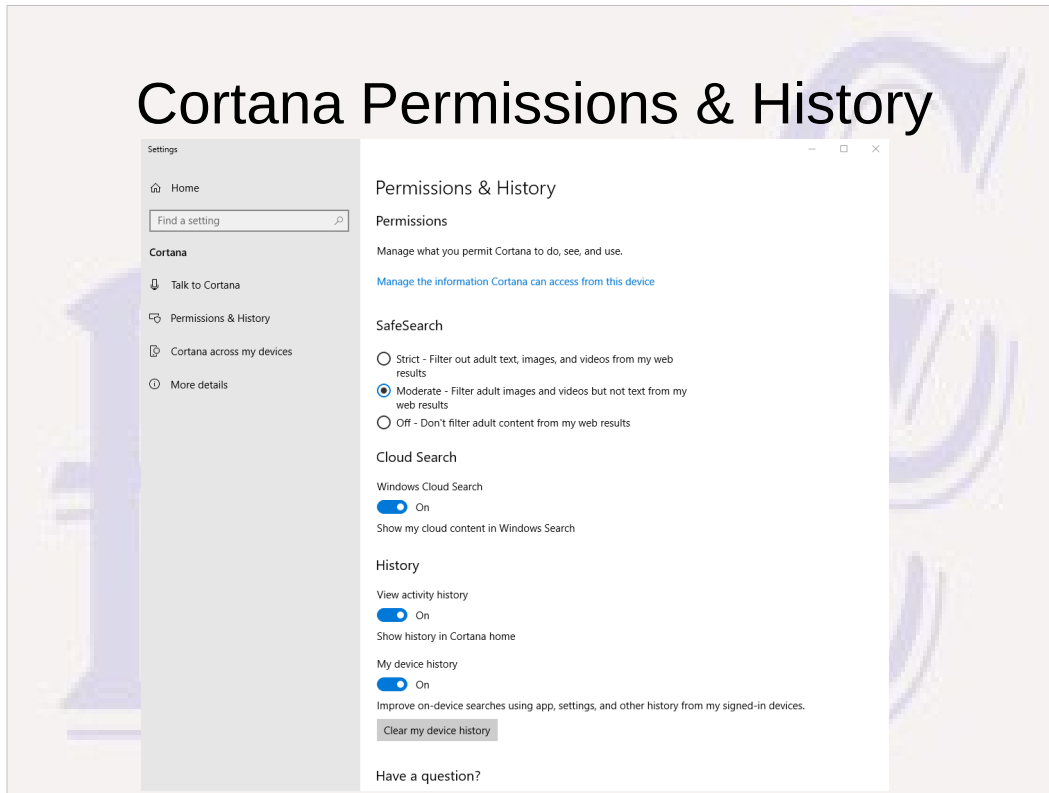 Cortana Permissions & History
Settings
Home
Find a setting
Cortana
Talk to Cortana
Permissions & History
Cortana across my devices
More details
Permissions & History
Permissions
Manage what you permit Cortana to do, see, and use.
Manage the information Cortana can access from this device
SafeSearch
Strict - Filter out adult text, images, and videos from my web
results
Moderate - Filter adult images and videos but not text from my
web results
Off - Don't filter adult content from my web results
Cloud Search
Windows Cloud Search
On
Show my cloud content in Windows Search
History
View activity history
On
Show history in Cortana home
My device history
On
Improve on-device searches using app, settings, and other history from my signed-in devices.
Clear my device history
Have a question?